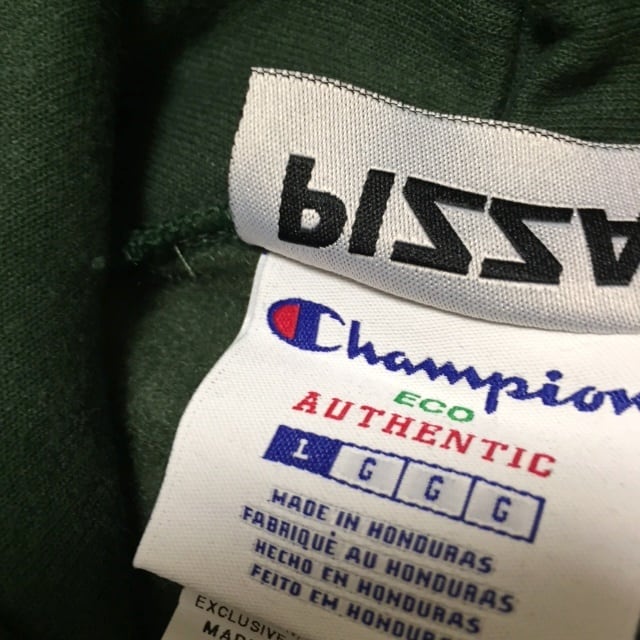 PIZZA
Champion
ECO
AUTHENTIC
L G G G
MADE IN HONDURAS
FABRIQUÉ AU HONDURAS
HECHO EN HONDURAS
FEITO EM HONDURAS
EXCLUSIVE